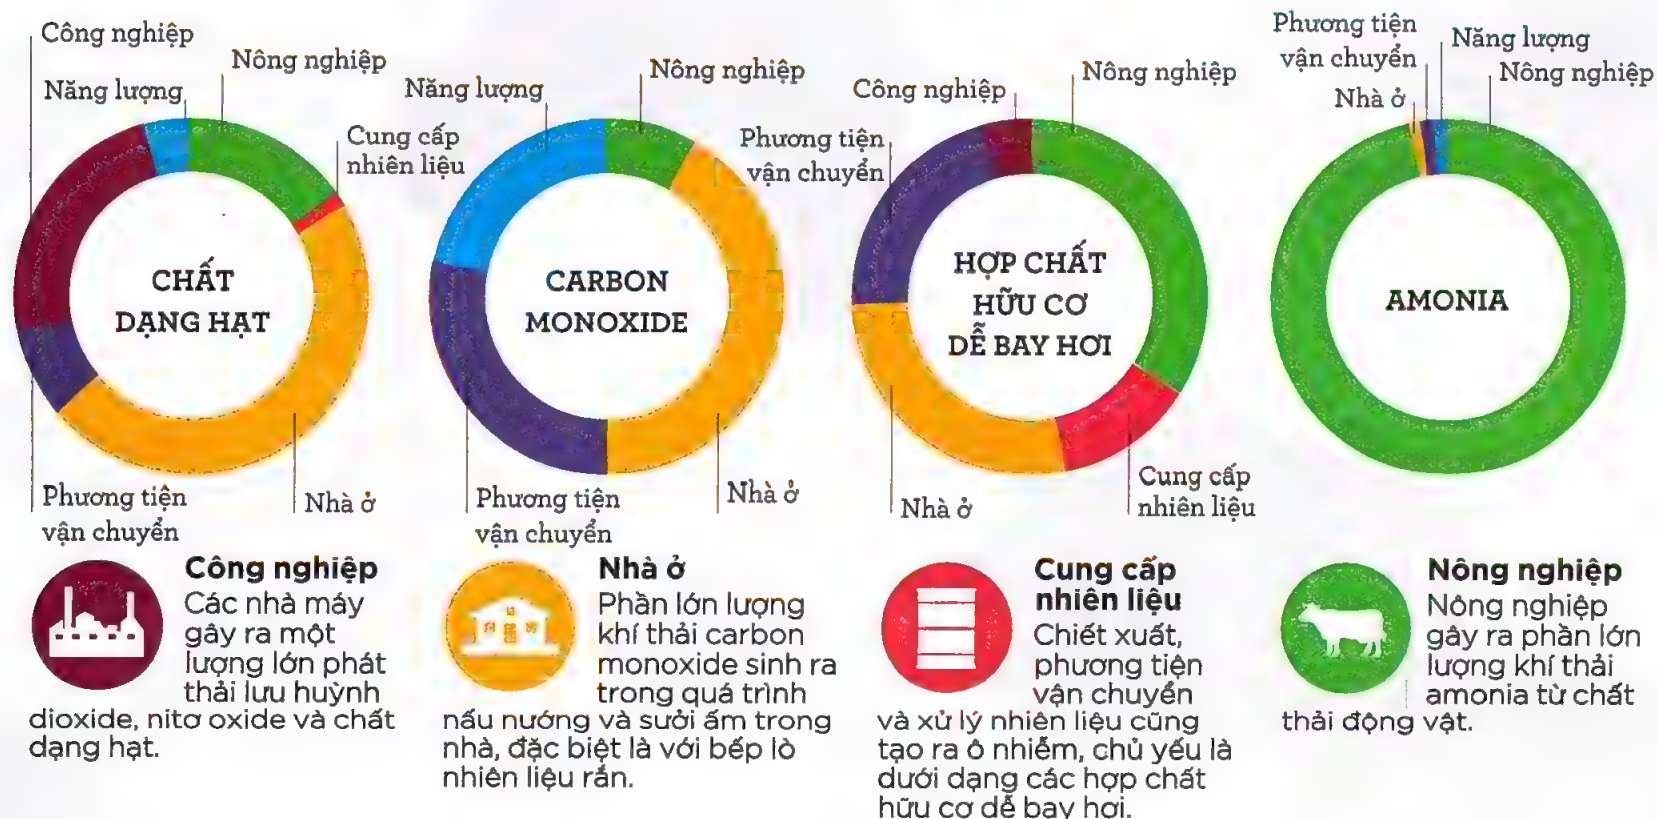 Công nghiệp
Nông nghiệp
Năng lượng
Cung cấp
nhiên liệu
CHẤT
DẠNG HẠT
Phương tiện
vận chuyển
Nhà ở
Năng lượng
Nông nghiệp
CARBON
MONOXIDE
Phương tiện
vận chuyển
Nhà ở
Công nghiệp
Nông nghiệp
Phương tiện
vận chuyển
HỢP CHẤT
HỮU CƠ
DỄ BAY HƠI
Nhà ở
Cung cấp
nhiên liệu
Phương tiện
vận chuyển
Năng lượng
Nông nghiệp
Nhà ở
AMONIA
Công nghiệp
Các nhà máy
gây ra một
lượng lớn phát
thải lưu huỳnh
dioxide, nitơ oxide và chất
dạng hạt.
Nhà ở
Phần lớn lượng
khí thải carbon
monoxide sinh ra
trong quá trình
nấu nướng và sưởi ấm trong
nhà, đặc biệt là với bếp lò
nhiên liệu rắn.
Cung cấp
nhiên liệu
Chiết xuất,
phương tiện
vận chuyển
và xử lý nhiên liệu cũng
tạo ra ô nhiễm, chủ yếu là
dưới dạng các hợp chất
hữu cơ dễ bay hơi.
Nông nghiệp
Nông nghiệp
gây ra phần lớn
lượng khí thải
amonia từ chất
thải động vật.